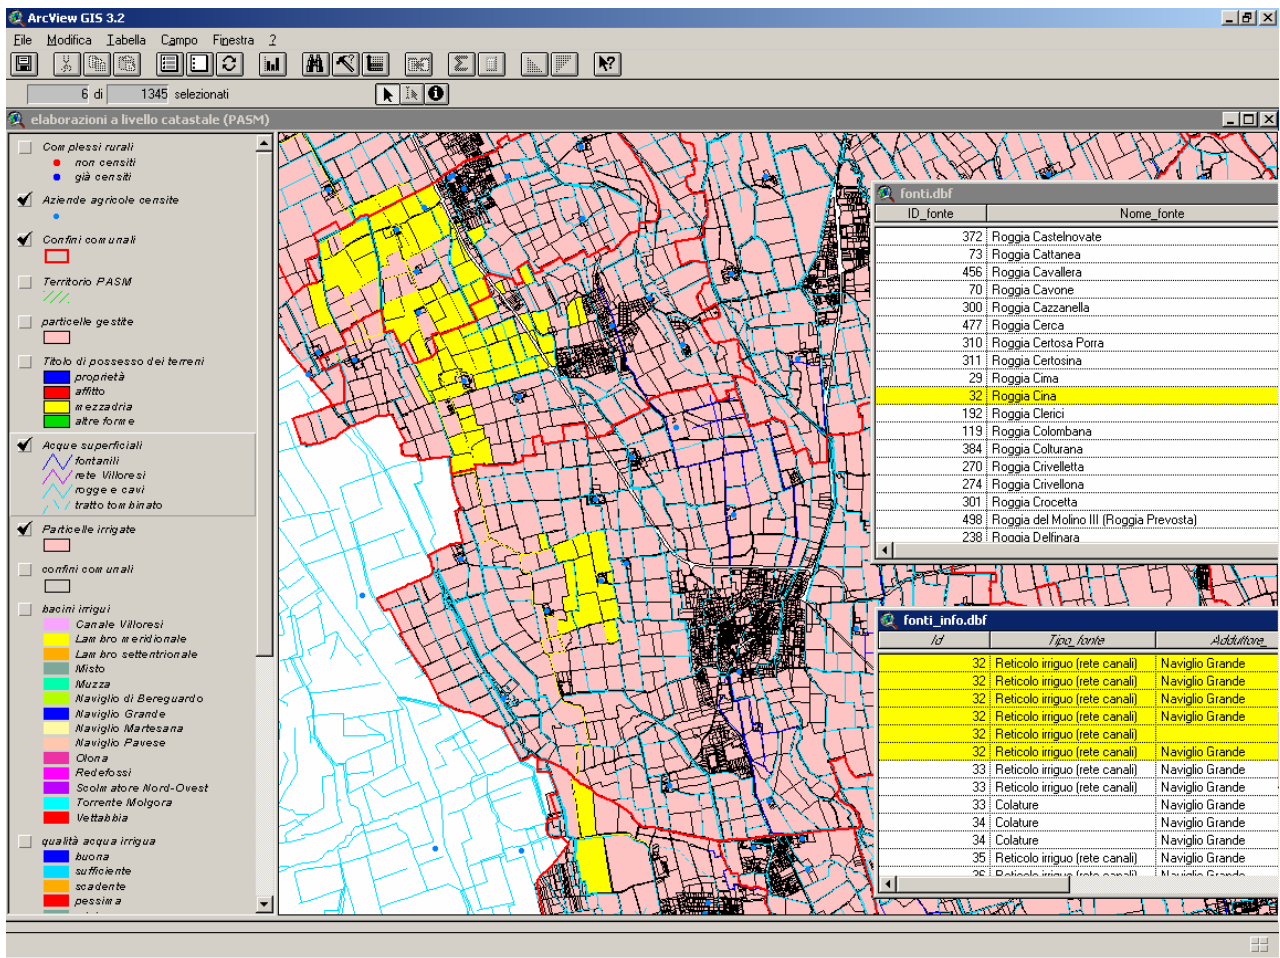 ArcView GIS 3.2
File Modifica Tabella Campo Finestra ?
6 di 1345 selezionati
elaborazioni a livello catastale (PASM)
Complessi rurali
non censiti
già censiti
Aziende agricole censite
Confini comunali
Territorio PASM
particelle gestite
Titolo di possesso dei terreni
proprietà
affitto
mezzadria
altre forme
Acque superficiali
fontanili
rete Villoresi
rogge e cavi
tratto tombinato
Particelle irrigate
confini comunali
bacini irrigui
Canale Villoresi
Lambro meridionale
Lambro settentrionale
Misto
Muzza
Naviglio di Bereguardo
Naviglio Grande
Naviglio Martesana
Naviglio Pavese
Olona
Redefossi
Scolmatore Nord-Ovest
Torrente Molgora
Vettabbia
qualità acqua irrigua
buona
sufficiente
scadente
pessima
fonti.dbf
ID_fonte Nome_fonte
372 Roggia Castelnovate
73 Roggia Cattanea
456 Roggia Cavallera
70 Roggia Cavone
300 Roggia Cazzanella
477 Roggia Cerca
310 Roggia Certosa Porra
311 Roggia Certosina
29 Roggia Cima
32 Roggia Cina
192 Roggia Clerici
119 Roggia Colombana
384 Roggia Colturana
270 Roggia Crivelletta
274 Roggia Crivellona
301 Roggia Crocetta
498 Roggia del Molino III (Roggia Prevosta)
238 Roggia Delfinara
fonti_info.dbf
Id Tipo_fonte Adduttore_
32 Reticolo irriguo (rete canali) Naviglio Grande
32 Reticolo irriguo (rete canali) Naviglio Grande
32 Reticolo irriguo (rete canali) Naviglio Grande
32 Reticolo irriguo (rete canali) Naviglio Grande
32 Reticolo irriguo (rete canali)
32 Reticolo irriguo (rete canali) Naviglio Grande
33 Reticolo irriguo (rete canali) Naviglio Grande
33 Reticolo irriguo (rete canali) Naviglio Grande
33 Colature Naviglio Grande
34 Colature Naviglio Grande
34 Colature Naviglio Grande
35 Reticolo irriguo (rete canali) Naviglio Grande
Reticolo irriguo (rete canali) Naviglio Grande